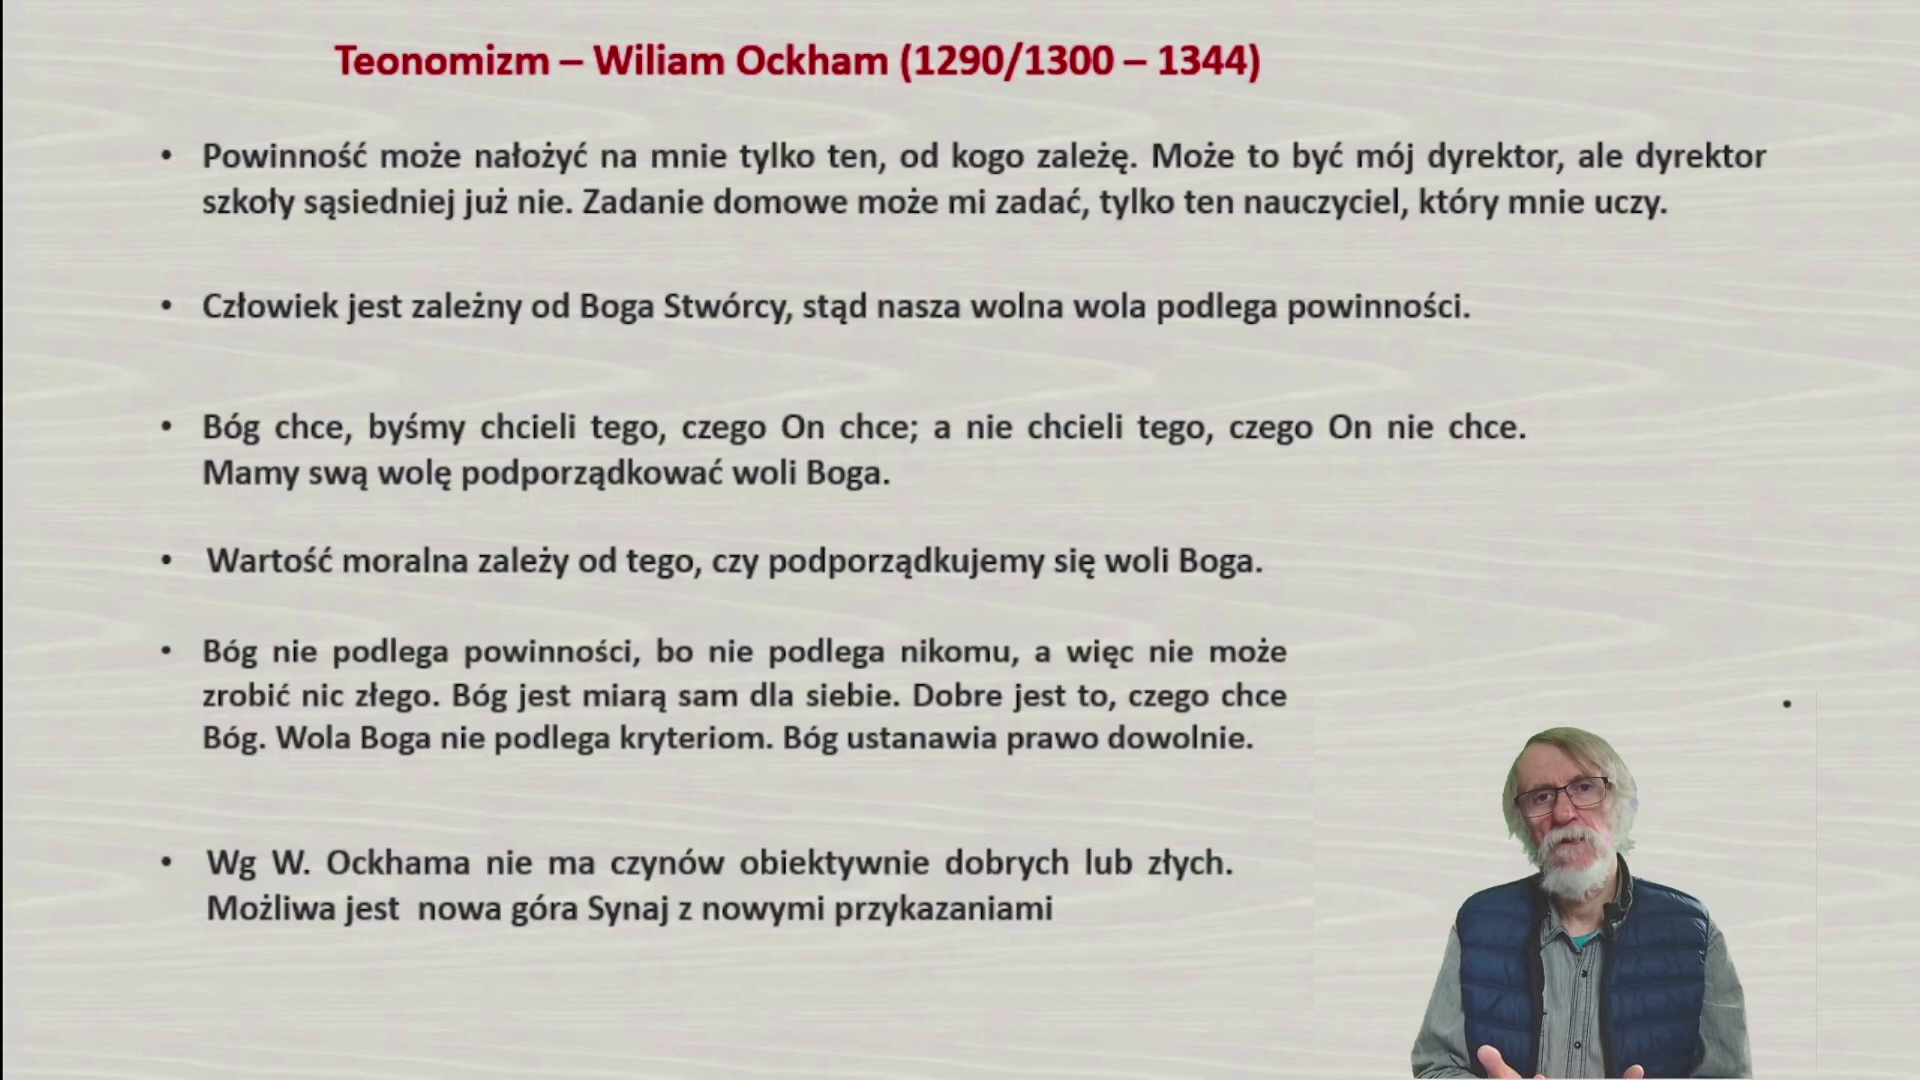 Teonomizm – Wiliam Ockham (1290/1300 – 1344)
• Powinność może nałożyć na mnie tylko ten, od kogo zależę. Może to być mój dyrektor, ale dyrektor
szkoły sąsiedniej już nie. Zadanie domowe może mi zadać, tylko ten nauczyciel, który mnie uczy.
• Człowiek jest zależny od Boga Stwórcy, stąd nasza wolna wola podlega powinności.
• Bóg chce, byśmy chcieli tego, czego On chce; a nie chcieli tego, czego On nie chce.
Mamy swą wolę podporządkować woli Boga.
• Wartość moralna zależy od tego, czy podporządkujemy się woli Boga.
• Bóg nie podlega powinności, bo nie podlega nikomu, a więc nie może
zrobić nic złego. Bóg jest miarą sam dla siebie. Dobre jest to, czego chce
Bóg. Wola Boga nie podlega kryteriom. Bóg ustanawia prawo dowolnie.
• Wg W. Ockhama nie ma czynów obiektywnie dobrych lub złych.
Możliwa jest nowa góra Synaj z nowymi przykazaniami